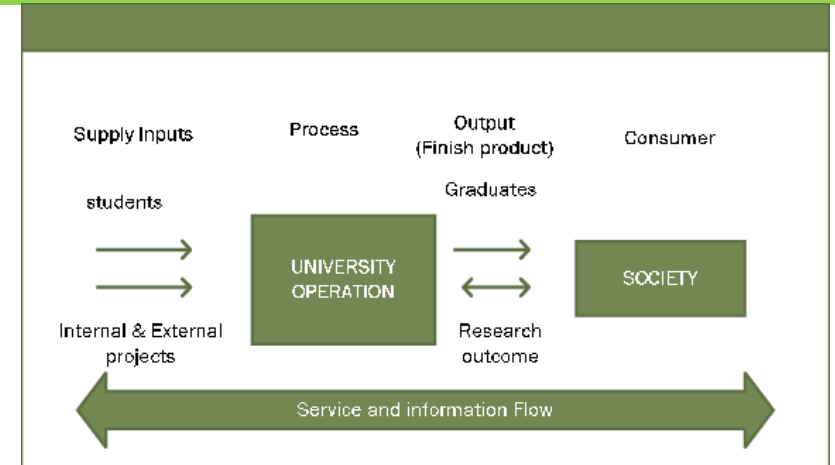 Supply Inputs
Process
Output
(Finish product)
Consumer
students
Graduates
UNIVERSITY
OPERATION
SOCIETY
Internal & External
projects
Research
outcome
Service and information Flow